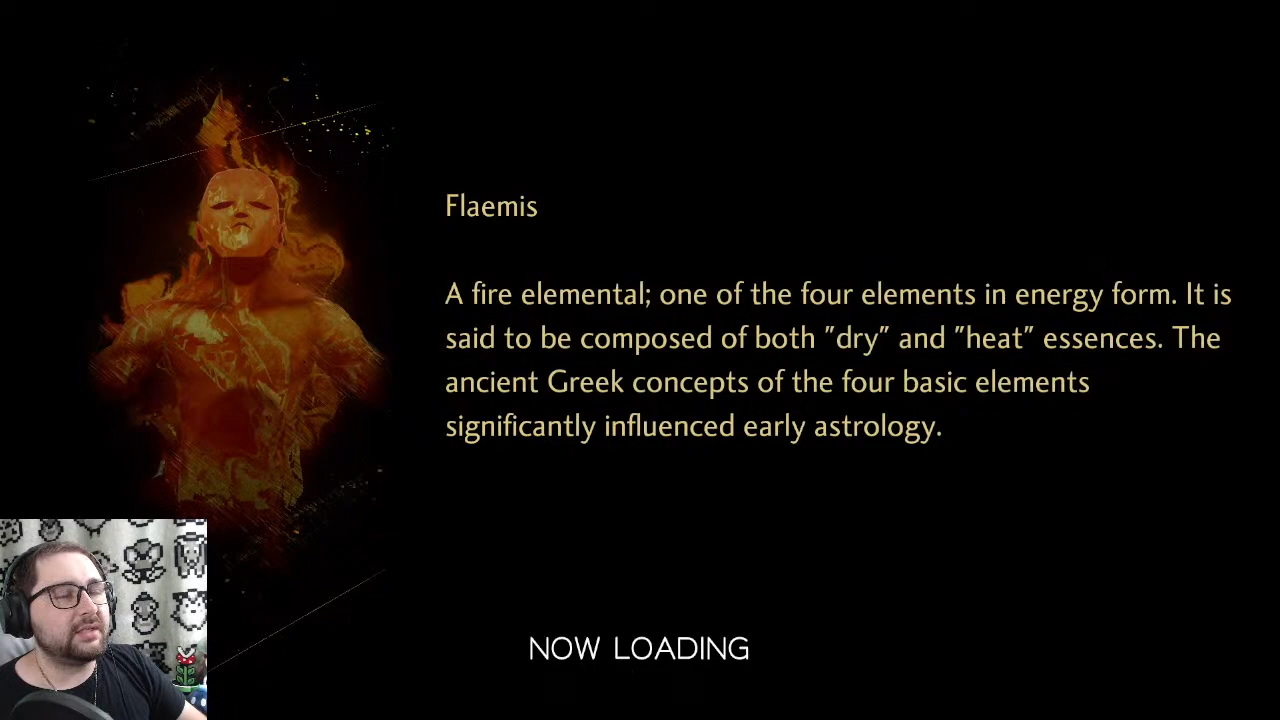 Flaemis
A fire elemental; one of the four elements in energy form. It is
said to be composed of both "dry" and "heat" essences. The
ancient Greek concepts of the four basic elements
significantly influenced early astrology.
NOW LOADING